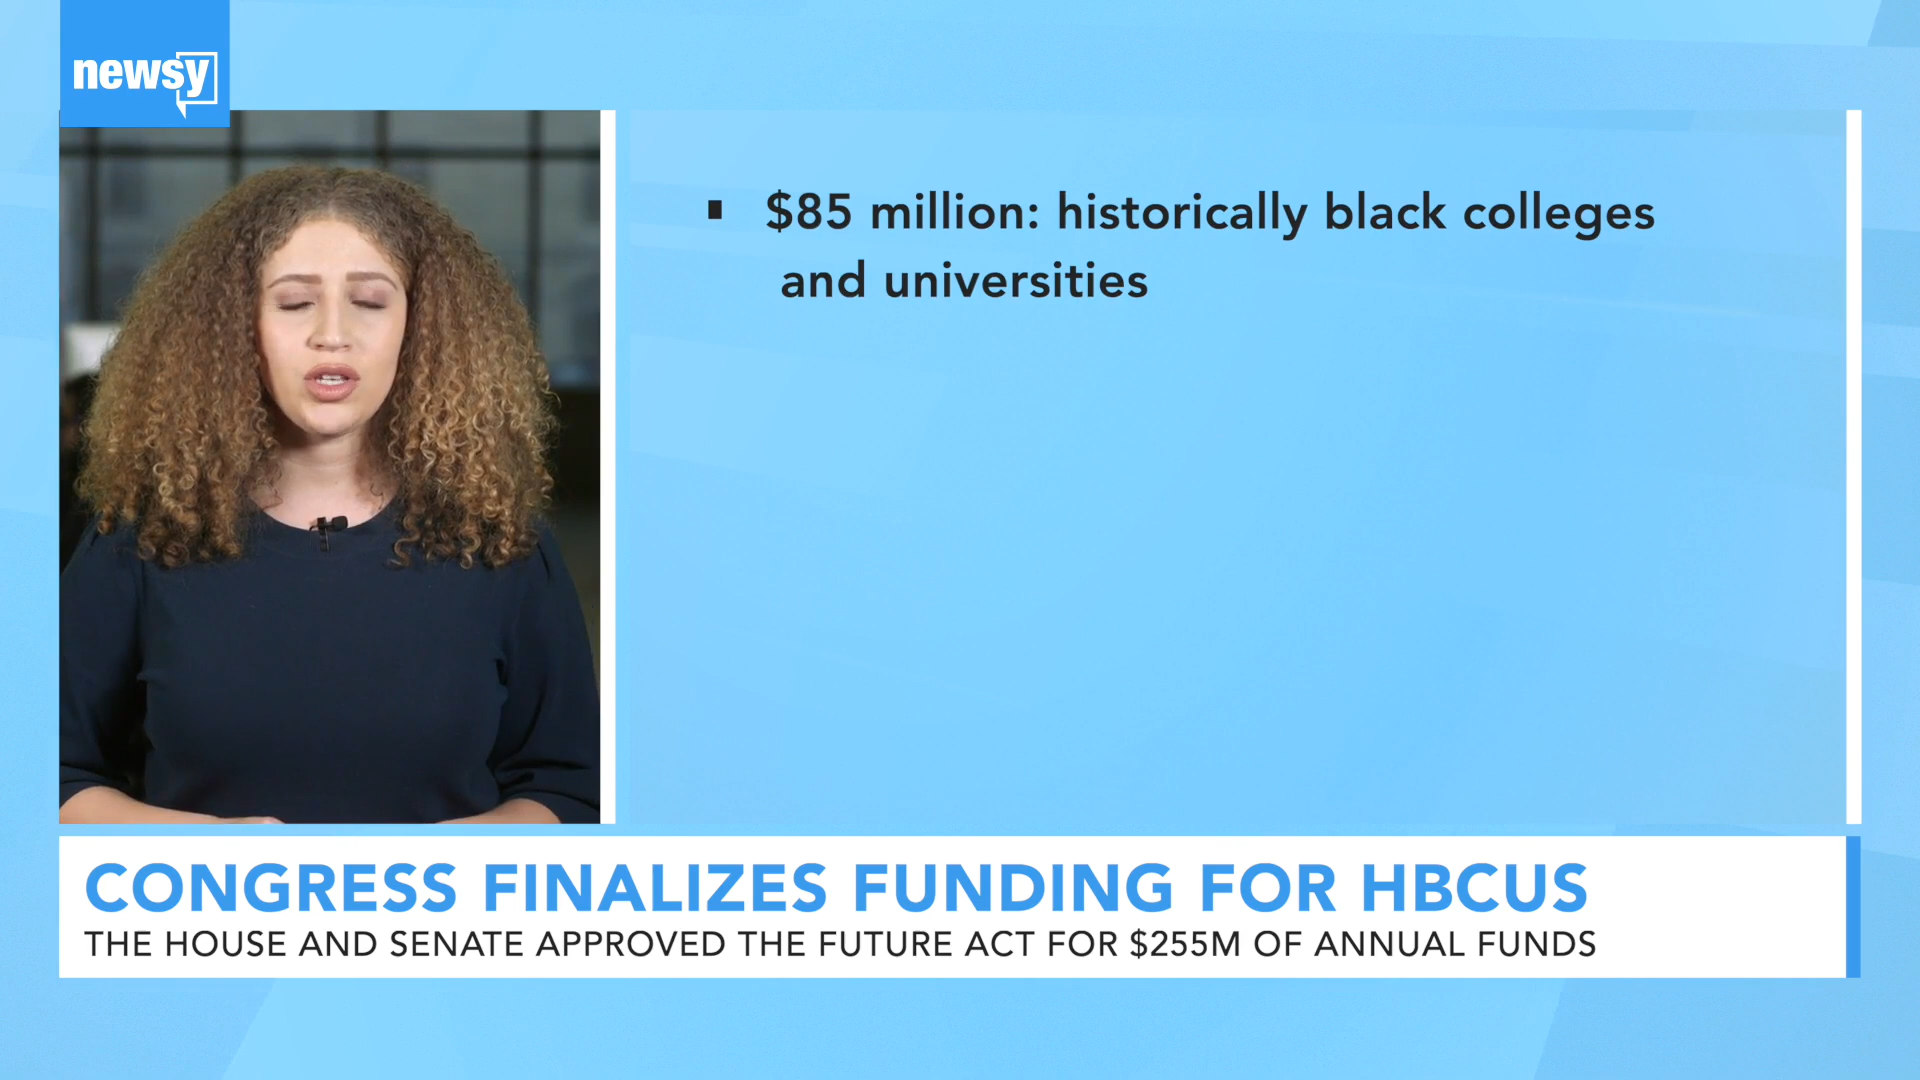 newsy
▪ $85 million: historically black colleges
and universities
CONGRESS FINALIZES FUNDING FOR HBCUS
THE HOUSE AND SENATE APPROVED THE FUTURE ACT FOR $255M OF ANNUAL FUNDS